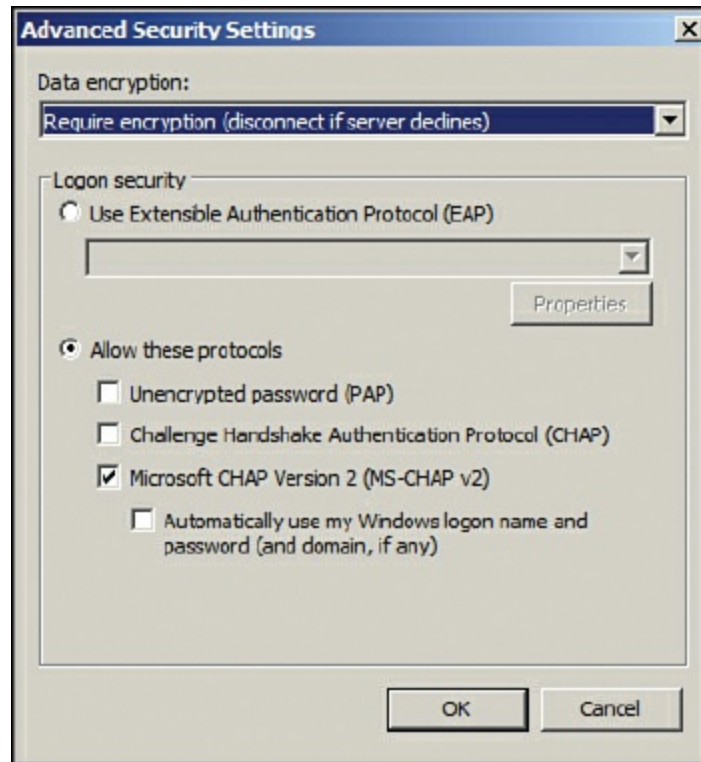 Advanced Security Settings
Data encryption:
Require encryption (disconnect if server declines)
Logon security
Use Extensible Authentication Protocol (EAP)
Properties
Allow these protocols
Unencrypted password (PAP)
Challenge Handshake Authentication Protocol (CHAP)
Microsoft CHAP Version 2 (MS-CHAP v2)
Automatically use my Windows logon name and
password (and domain, if any)
OK Cancel